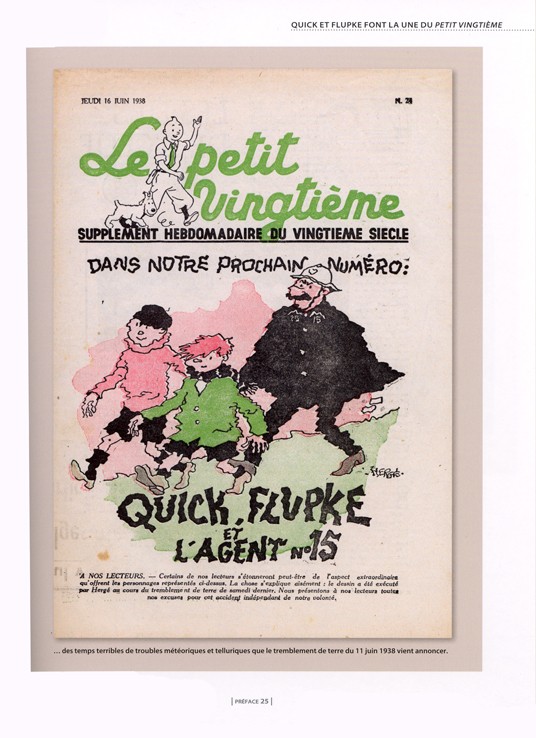 QUICK ET FLUPKE FONT LA UNE DU PETIT VINGTIÈME
JEUDI 16 JUIN 1938
N. 24
Le petit
vingtième
SUPPLEMENT HEBDOMADAIRE DU VINGTIEME SIECLE
DANS NOTRE PROCHAIN NUMÉRO:
15 15
HERGÉ
QUICK, FLUPKE
ET
L'AGENT No15
A NOS LECTEURS. — Certains de nos lecteurs s'étonneront peut-être de l'aspect extraordinaire
qu'offrent les personnages représentés ci-dessus. La chose s'explique aisément : le dessin a été exécuté
par Hergé au cours du tremblement de terre de samedi dernier. Nous présentons à nos lecteurs toutes
nos excuses pour cet accident indépendant de notre volonté.
... des temps terribles de troubles météoriques et telluriques que le tremblement de terre du 11 juin 1938 vient annoncer.
| PRÉFACE 25 |